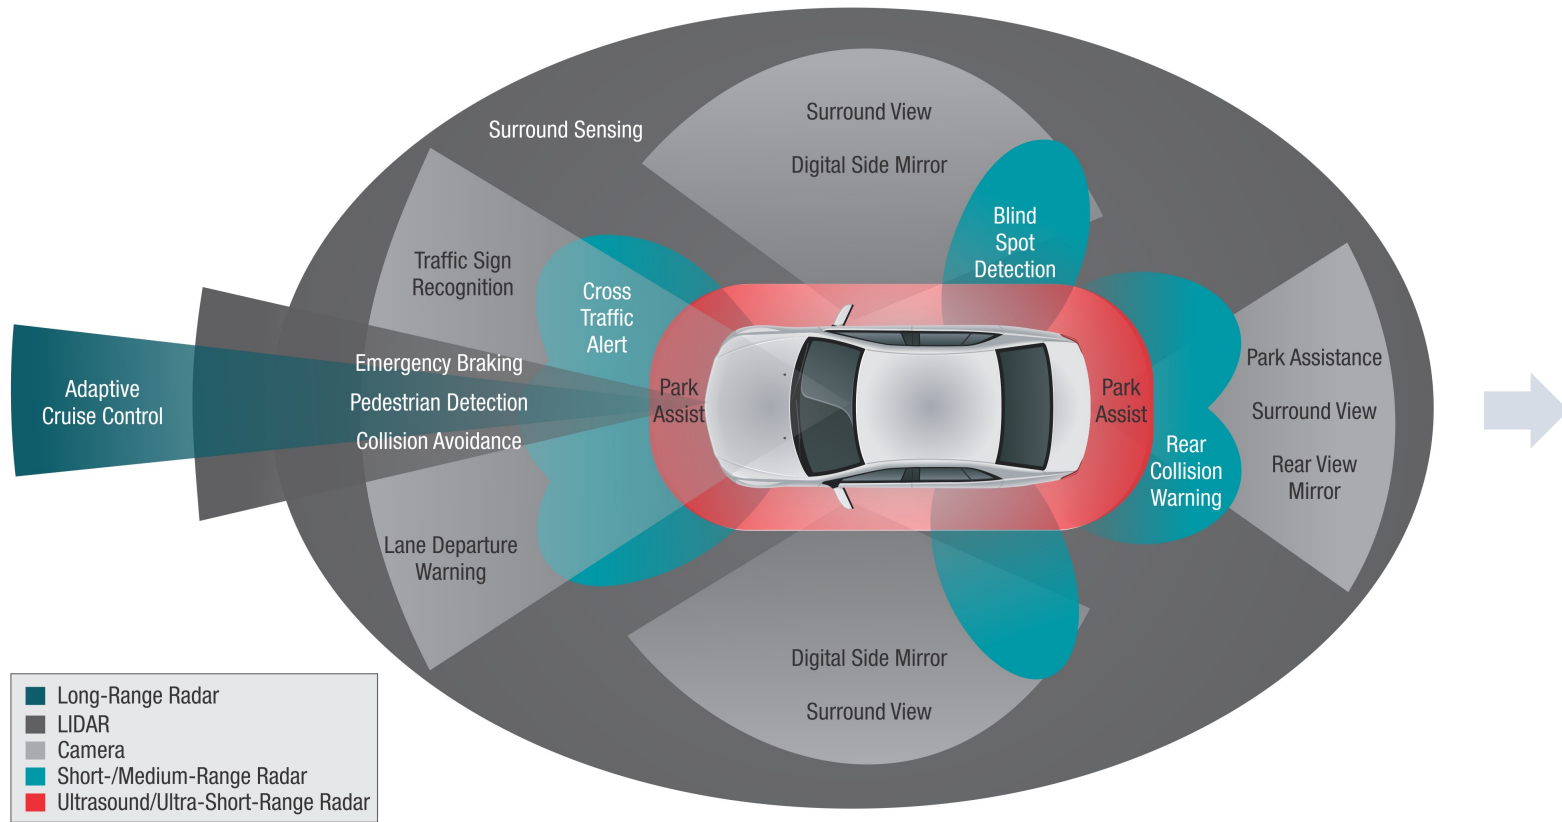 Surround Sensing
Surround View
Digital Side Mirror
Blind
Spot
Detection
Traffic Sign
Recognition
Cross
Traffic
Alert
Adaptive
Cruise Control
Emergency Braking
Pedestrian Detection
Collision Avoidance
Park
Assist
Park
Assist
Rear
Collision
Warning
Park Assistance
Surround View
Rear View
Mirror
Lane Departure
Warning
Digital Side Mirror
Surround View
Long-Range Radar
LIDAR
Camera
Short-/Medium-Range Radar
Ultrasound/Ultra-Short-Range Radar